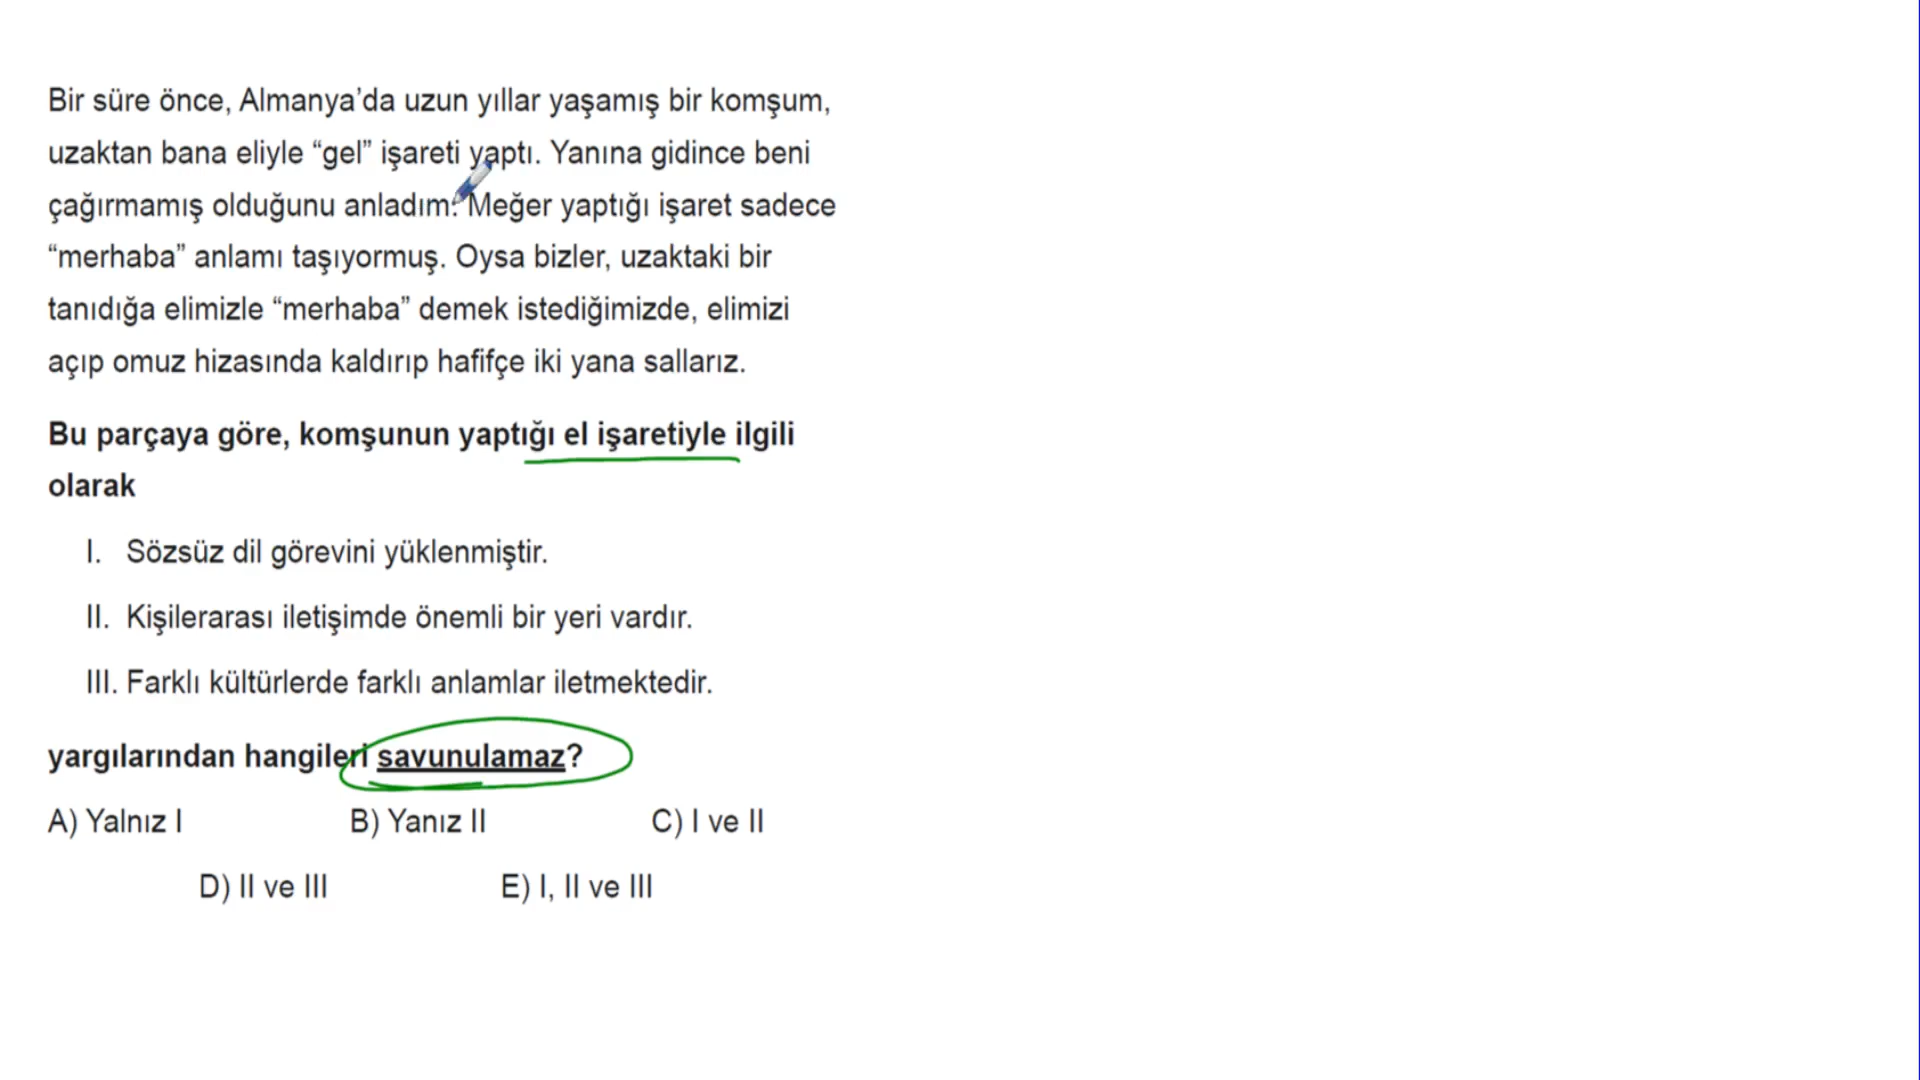 Bir süre önce, Almanya’da uzun yıllar yaşamış bir komşum,
uzaktan bana eliyle “gel” işareti yaptı. Yanına gidince beni
çağırmamış olduğunu anladım. Meğer yaptığı işaret sadece
“merhaba” anlamı taşıyormuş. Oysa bizler, uzaktaki bir
tanıdığa elimizle “merhaba” demek istediğimizde, elimizi
açıp omuz hizasında kaldırıp hafifçe iki yana sallarız.
Bu parçaya göre, komşunun yaptığı el işaretiyle ilgili
olarak
I. Sözsüz dil görevini yüklenmiştir.
II. Kişilerarası iletişimde önemli bir yeri vardır.
III. Farklı kültürlerde farklı anlamlar iletmektedir.
yargılarından hangileri savunulamaz?
A) Yalnız I B) Yanız II C) I ve II
D) II ve III E) I, II ve III